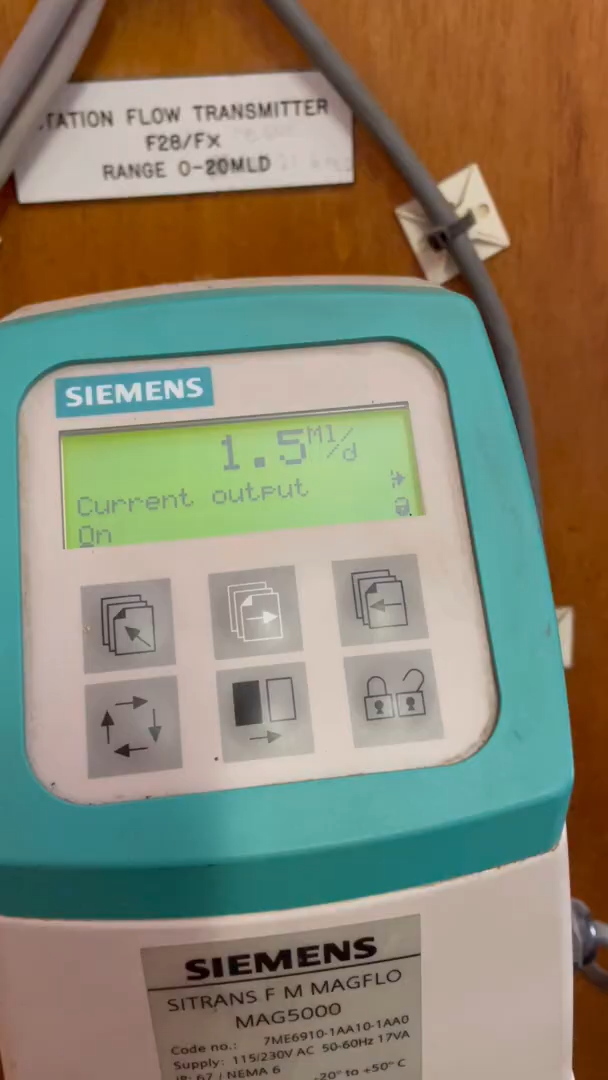 FLOW TRANSMITTER
F28/FX
RANGE 0-20MLD
SIEMENS
1.5 Ml/d
Current output
On
SIEMENS
SITRANS F M MAGFLO
MAG5000
Code no.: 7ME6910-1AA10-1AA0
Supply: 115/230V AC 50-60Hz 17VA
IP: 67 / NEMA 6
-20° to +50° C